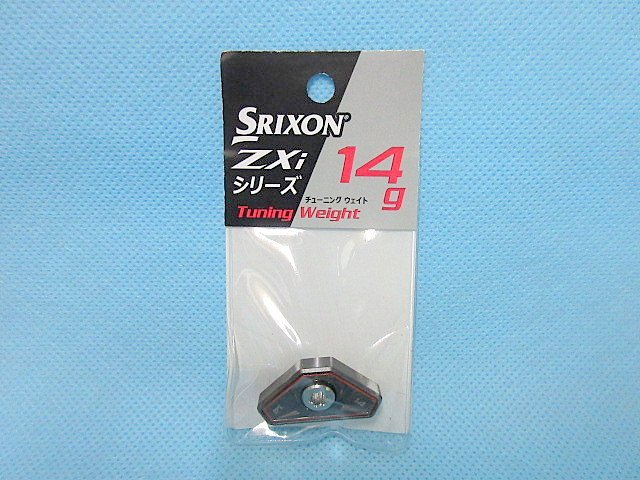 SRIXON®
ZXi
シリーズ
14
g
チューニング ウェイト
Tuning Weight
14